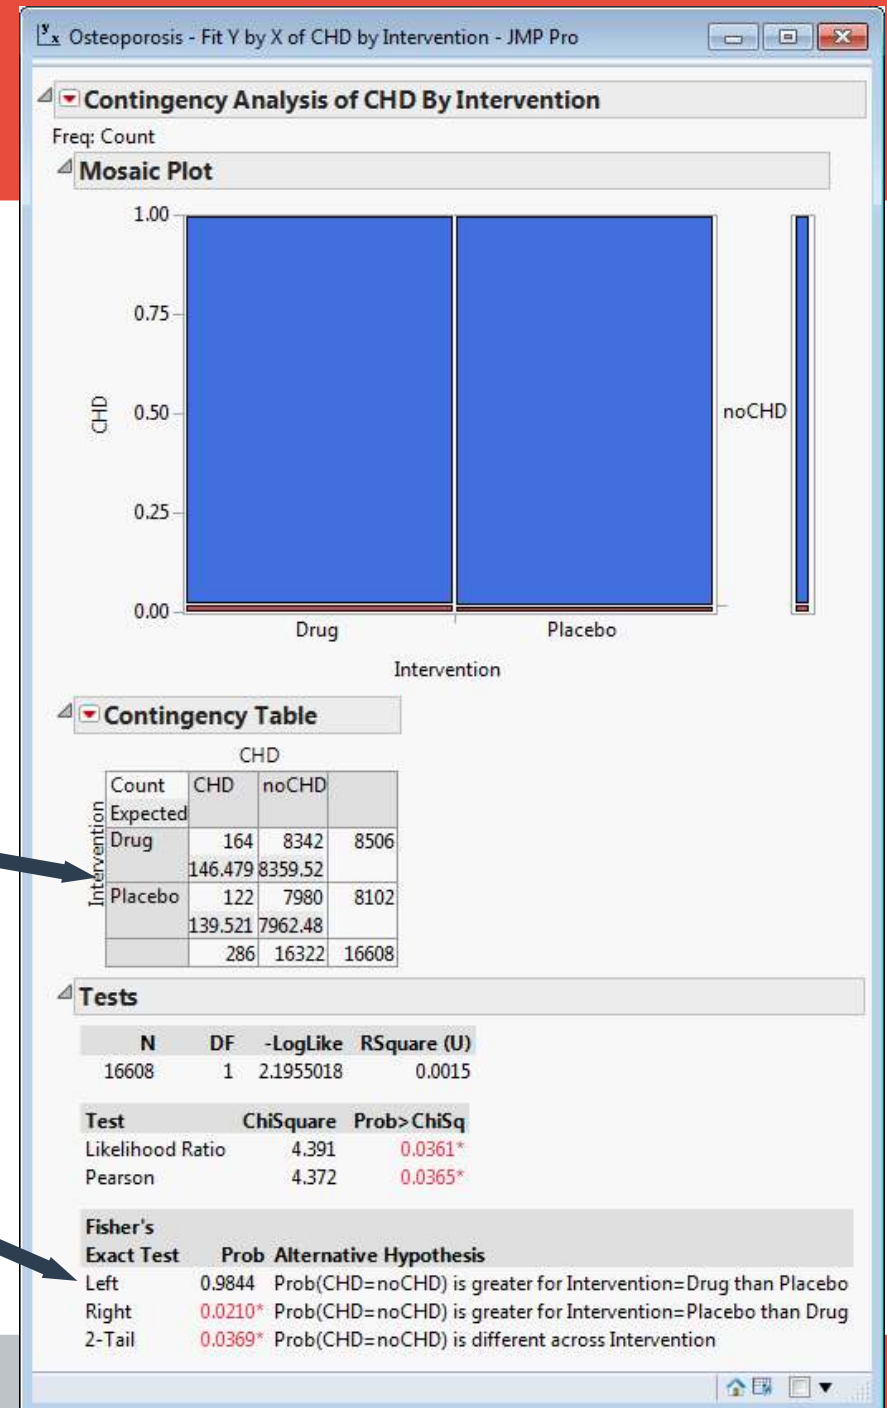 Osteoporosis - Fit Y by X of CHD by Intervention - JMP Pro
Contingency Analysis of CHD By Intervention
Freq: Count
Mosaic Plot
1.00
0.75
0.50
0.25
0.00
CHD
noCHD
Drug Placebo
Intervention
Contingency Table
CHD
Intervention
Count CHD noCHD
Expected
Drug 164 8342 8506
146.479 8359.52
Placebo 122 7980 8102
139.521 7962.48
286 16322 16608
Tests
N DF -LogLike RSquare (U)
16608 1 2.1955018 0.0015
Test ChiSquare Prob>ChiSq
Likelihood Ratio 4.391 0.0361*
Pearson 4.372 0.0365*
Fisher's
Exact Test Prob Alternative Hypothesis
Left 0.9844 Prob(CHD=noCHD) is greater for Intervention=Drug than Placebo
Right 0.0210* Prob(CHD=noCHD) is greater for Intervention=Placebo than Drug
2-Tail 0.0369* Prob(CHD=noCHD) is different across Intervention